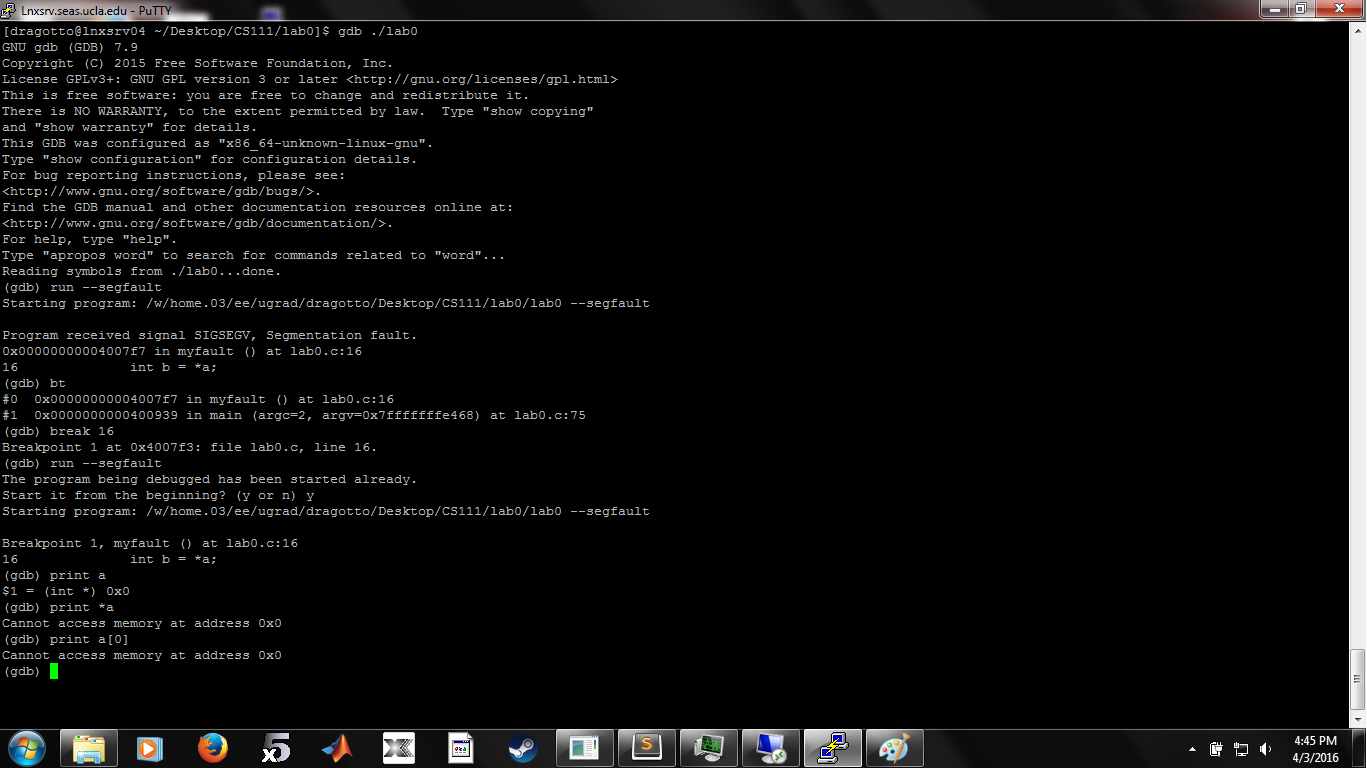 Lnxsrv.seas.ucla.edu - PuTTY
[dragotto@lnxsrv04 ~/Desktop/CS111/lab0]$ gdb ./lab0
GNU gdb (GDB) 7.9
Copyright (C) 2015 Free Software Foundation, Inc.
License GPLv3+: GNU GPL version 3 or later <http://gnu.org/licenses/gpl.html>
This is free software: you are free to change and redistribute it.
There is NO WARRANTY, to the extent permitted by law.  Type "show copying"
and "show warranty" for details.
This GDB was configured as "x86_64-unknown-linux-gnu".
Type "show configuration" for configuration details.
For bug reporting instructions, please see:
<http://www.gnu.org/software/gdb/bugs/>.
Find the GDB manual and other documentation resources online at:
<http://www.gnu.org/software/gdb/documentation/>.
For help, type "help".
Type "apropos word" to search for commands related to "word"...
Reading symbols from ./lab0...done.
(gdb) run --segfault
Starting program: /w/home.03/ee/ugrad/dragotto/Desktop/CS111/lab0/lab0 --segfault
Program received signal SIGSEGV, Segmentation fault.
0x00000000004007f7 in myfault () at lab0.c:16
16              int b = *a;
(gdb) bt
#0  0x00000000004007f7 in myfault () at lab0.c:16
#1  0x0000000000400939 in main (argc=2, argv=0x7fffffffe468) at lab0.c:75
(gdb) break 16
Breakpoint 1 at 0x4007f3: file lab0.c, line 16.
(gdb) run --segfault
The program being debugged has been started already.
Start it from the beginning? (y or n) y
Starting program: /w/home.03/ee/ugrad/dragotto/Desktop/CS111/lab0/lab0 --segfault
Breakpoint 1, myfault () at lab0.c:16
16              int b = *a;
(gdb) print a
$1 = (int *) 0x0
(gdb) print *a
Cannot access memory at address 0x0
(gdb) print a[0]
Cannot access memory at address 0x0
(gdb)
x5
S
4:45 PM
4/3/2016